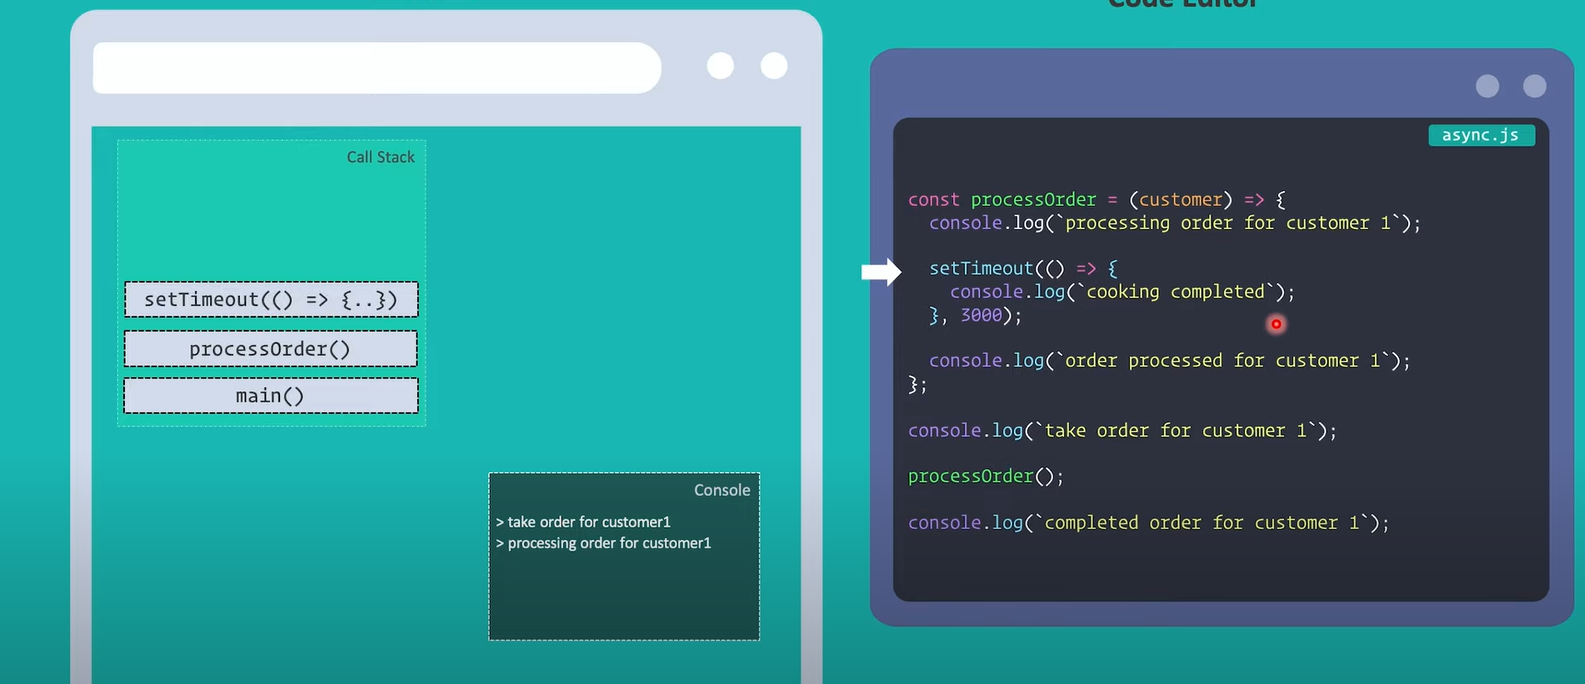 Code Editor
Call Stack
setTimeout(() => {..})
processOrder()
main()
Console
> take order for customer1
> processing order for customer1
async.js
const processOrder = (customer) => {
  console.log(`processing order for customer 1`);
  setTimeout(() => {
    console.log(`cooking completed`);
  }, 3000);
  console.log(`order processed for customer 1`);
};
console.log(`take order for customer 1`);
processOrder();
console.log(`completed order for customer 1`);